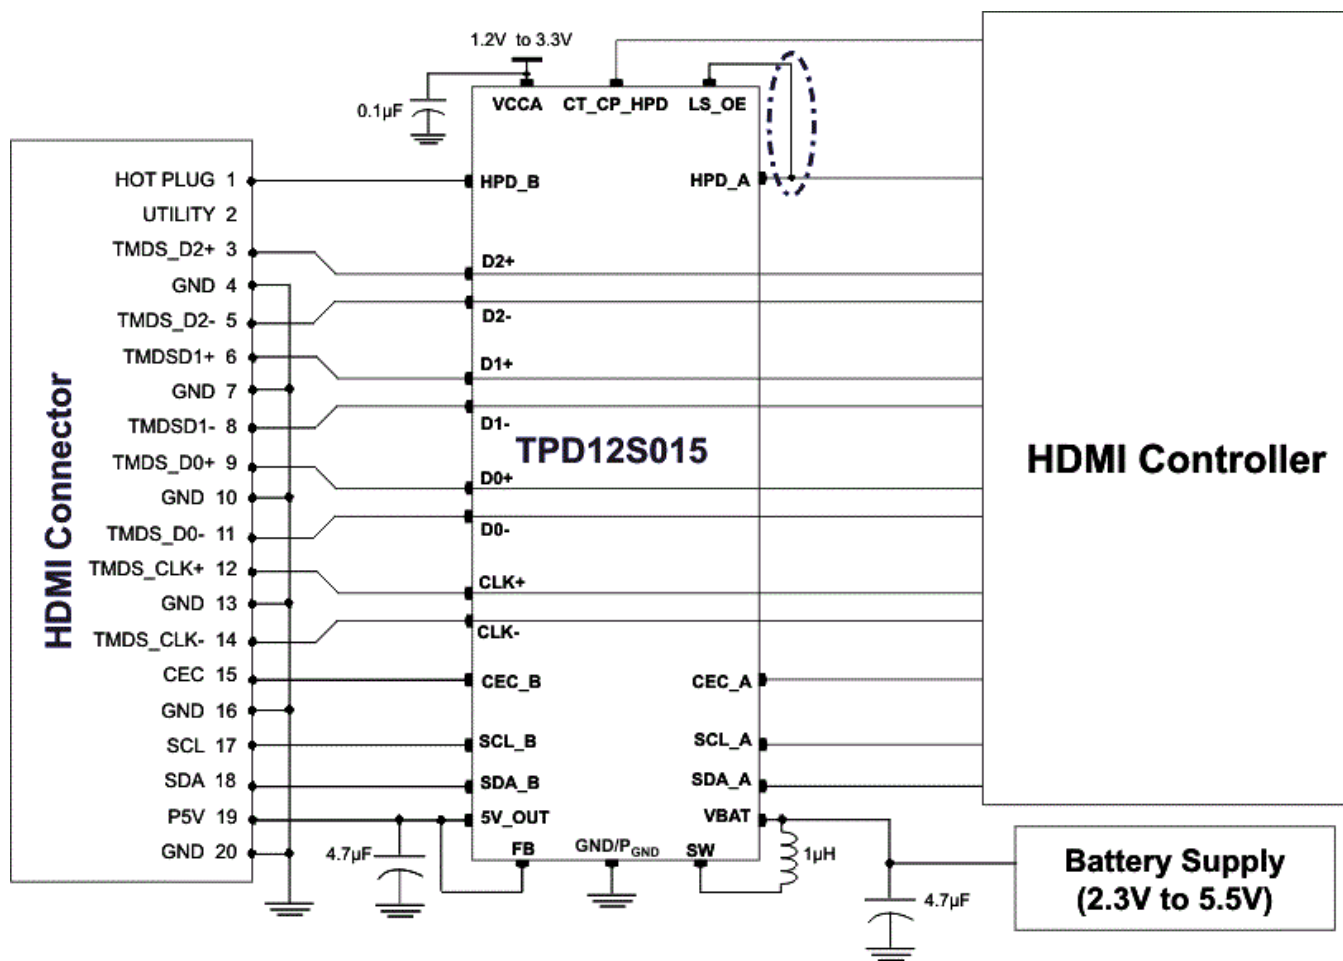 1.2V to 3.3V
0.1µF
VCCA
CT_CP_HPD
LS_OE
HOT PLUG 1
HPD_B
HPD_A
UTILITY 2
TMDS_D2+ 3
D2+
GND 4
TMDS_D2- 5
D2-
TMDSD1+ 6
D1+
GND 7
TMDSD1- 8
D1-
TPD12S015
HDMI Connector
HDMI Controller
TMDS_D0+ 9
D0+
GND 10
TMDS_D0- 11
D0-
TMDS_CLK+ 12
CLK+
GND 13
TMDS_CLK- 14
CLK-
CEC 15
CEC_B
CEC_A
GND 16
SCL 17
SCL_B
SCL_A
SDA 18
SDA_B
SDA_A
P5V 19
5V_OUT
VBAT
GND 20
4.7µF
FB
GND/PGND
SW
1µH
4.7µF
Battery Supply
(2.3V to 5.5V)